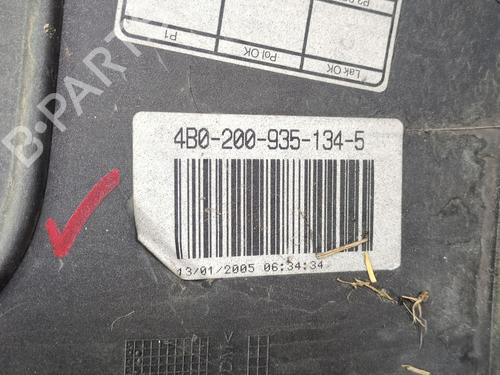 B-PARTS
P1
Pol OK
Lak OK
4B0-200-935-134-5
13/01/2005 06:34:34